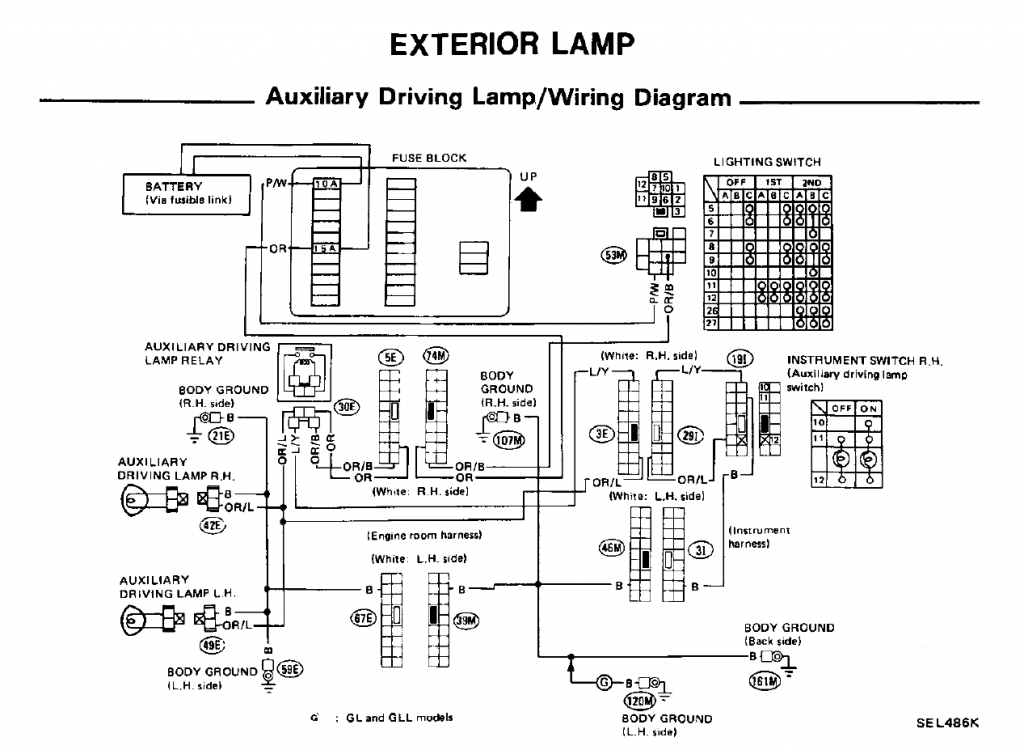 EXTERIOR LAMP
Auxiliary Driving Lamp/Wiring Diagram
FUSE BLOCK
LIGHTING SWITCH
BATTERY
(Via fusible link)
P/W
10A
UP
OR
15A
8 5
12 7 10 1
11 9 6 2
3
OFF 1ST 2ND
A B C A B C A B C
5
6
7
8
9
10
11
12
26
27
53M
P/W
OR/B
AUXILIARY DRIVING
LAMP RELAY
5E
74M
(White: R.H. side)
19I
INSTRUMENT SWITCH R.H.
(Auxiliary driving lamp
switch)
L/Y
L/Y
BODY GROUND
(R.H. side)
B
21E
30E
BODY
GROUND
(R.H. side)
B
107M
10
11
12
OFF ON
10
11
12
3E
29I
OR/L
L/Y
OR/B
OR
OR/B
OR
OR/B
OR
(White: R.H. side)
OR/L
OR/L
B
(White: L.H. side)
AUXILIARY
DRIVING LAMP R.H.
B
OR/L
42E
(Engine room harness)
(White: L.H. side)
46M
3I
(Instrument
harness)
B
B
B
B
AUXILIARY
DRIVING LAMP L.H.
B
OR/L
49E
67E
39M
B
BODY GROUND
(L.H. side)
59E
BODY GROUND
(Back side)
B
161M
G
B
120M
BODY GROUND
(L.H. side)
G : GL and GLL models
SEL486K